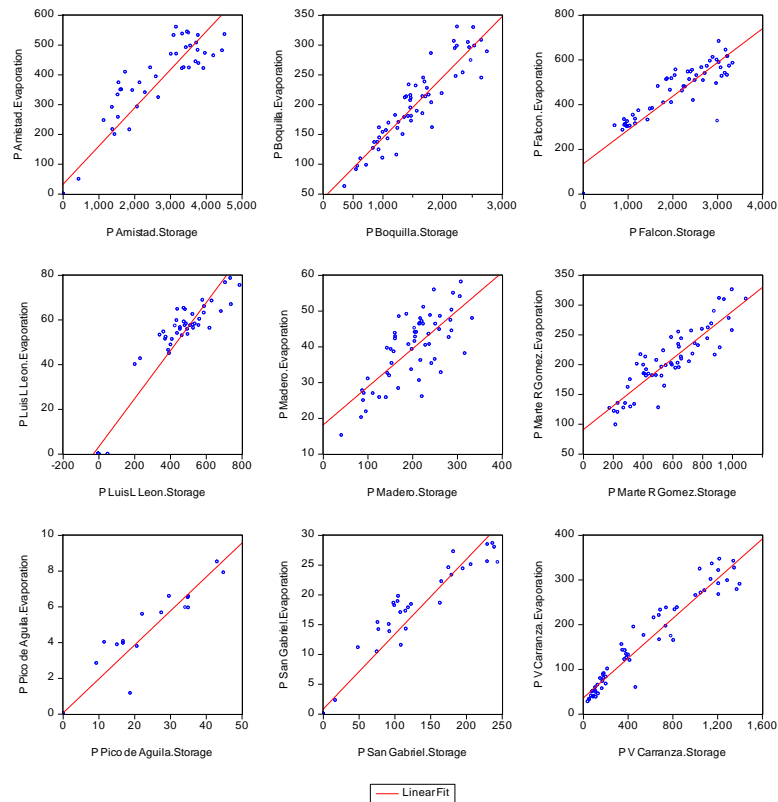 P Amistad.Evaporation
600
500
400
300
200
100
0
0 1,000 2,000 3,000 4,000 5,000
P Amistad.Storage
P Boquilla.Evaporation
350
300
250
200
150
100
50
0 1,000 2,000 3,000
P Boquilla.Storage
P Falcon.Evaporation
800
600
400
200
0
0 1,000 2,000 3,000 4,000
P Falcon.Storage
P Luis L Leon.Evaporation
80
60
40
20
0
-200 0 200 400 600 800
P Luis L Leon.Storage
P Madero.Evaporation
60
50
40
30
20
10
0 100 200 300 400
P Madero.Storage
P Marte R Gomez.Evaporation
350
300
250
200
150
100
50
0 200 400 600 800 1,000 1,200
P Marte R Gomez.Storage
P Pico de Aguila.Evaporation
10
8
6
4
2
0
0 10 20 30 40 50
P Pico de Aguila.Storage
P San Gabriel.Evaporation
30
25
20
15
10
5
0
0 50 100 150 200 250
P San Gabriel.Storage
P V Carranza.Evaporation
400
300
200
100
0
0 400 800 1,200 1,600
P V Carranza.Storage
Linear Fit